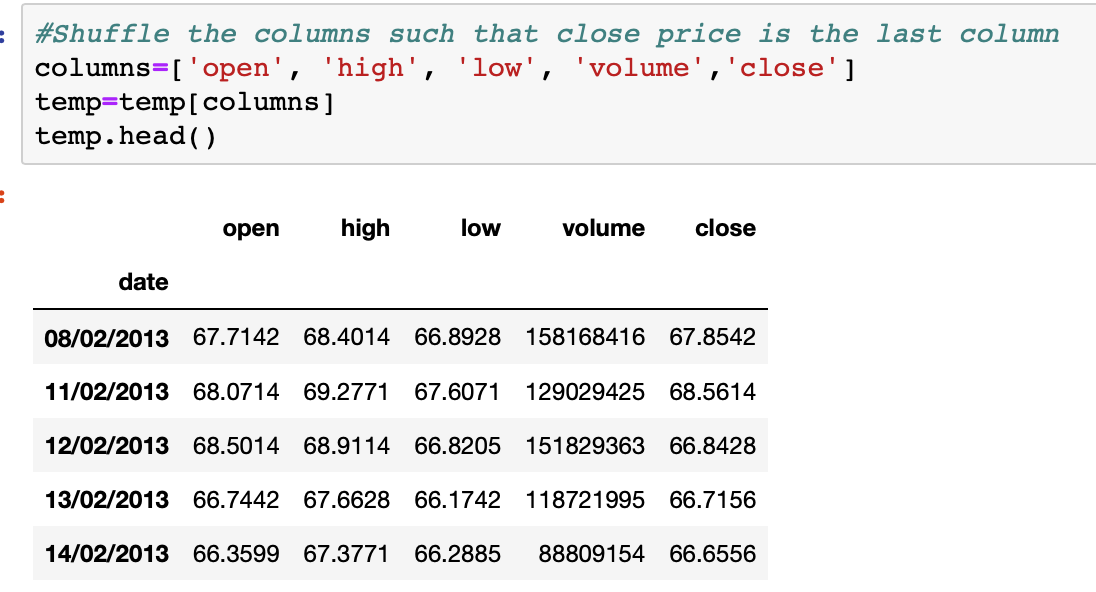 #Shuffle the columns such that close price is the last column
columns=['open', 'high', 'low', 'volume','close']
temp=temp[columns]
temp.head()
open high low volume close
date
08/02/2013 67.7142 68.4014 66.8928 158168416 67.8542
11/02/2013 68.0714 69.2771 67.6071 129029425 68.5614
12/02/2013 68.5014 68.9114 66.8205 151829363 66.8428
13/02/2013 66.7442 67.6628 66.1742 118721995 66.7156
14/02/2013 66.3599 67.3771 66.2885 88809154 66.6556